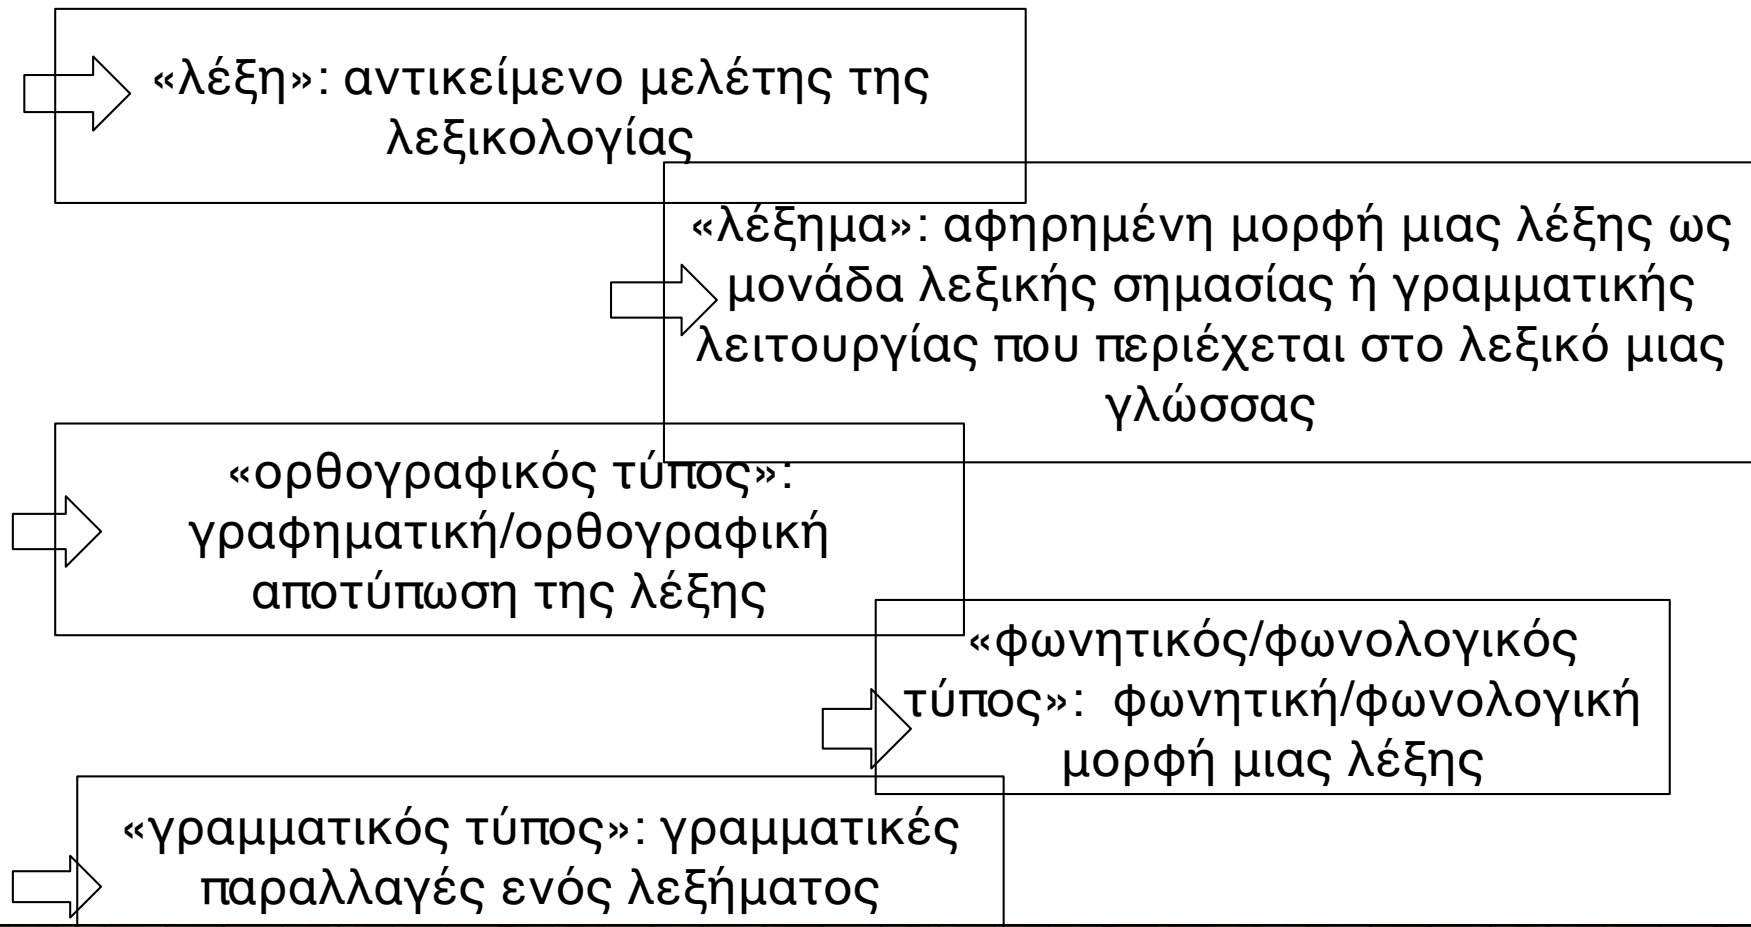 «λέξη»: αντικείμενο μελέτης της
λεξικολογίας
«λέξημα»: αφηρημένη μορφή μιας λέξης ως
μονάδα λεξικής σημασίας ή γραμματικής
λειτουργίας που περιέχεται στο λεξικό μιας
γλώσσας
«ορθογραφικός τύπος»:
γραφηματική/ορθογραφική
αποτύπωση της λέξης
«φωνητικός/φωνολογικός
τύπος»: φωνητική/φωνολογική
μορφή μιας λέξης
«γραμματικός τύπος»: γραμματικές
παραλλαγές ενός λεξήματος